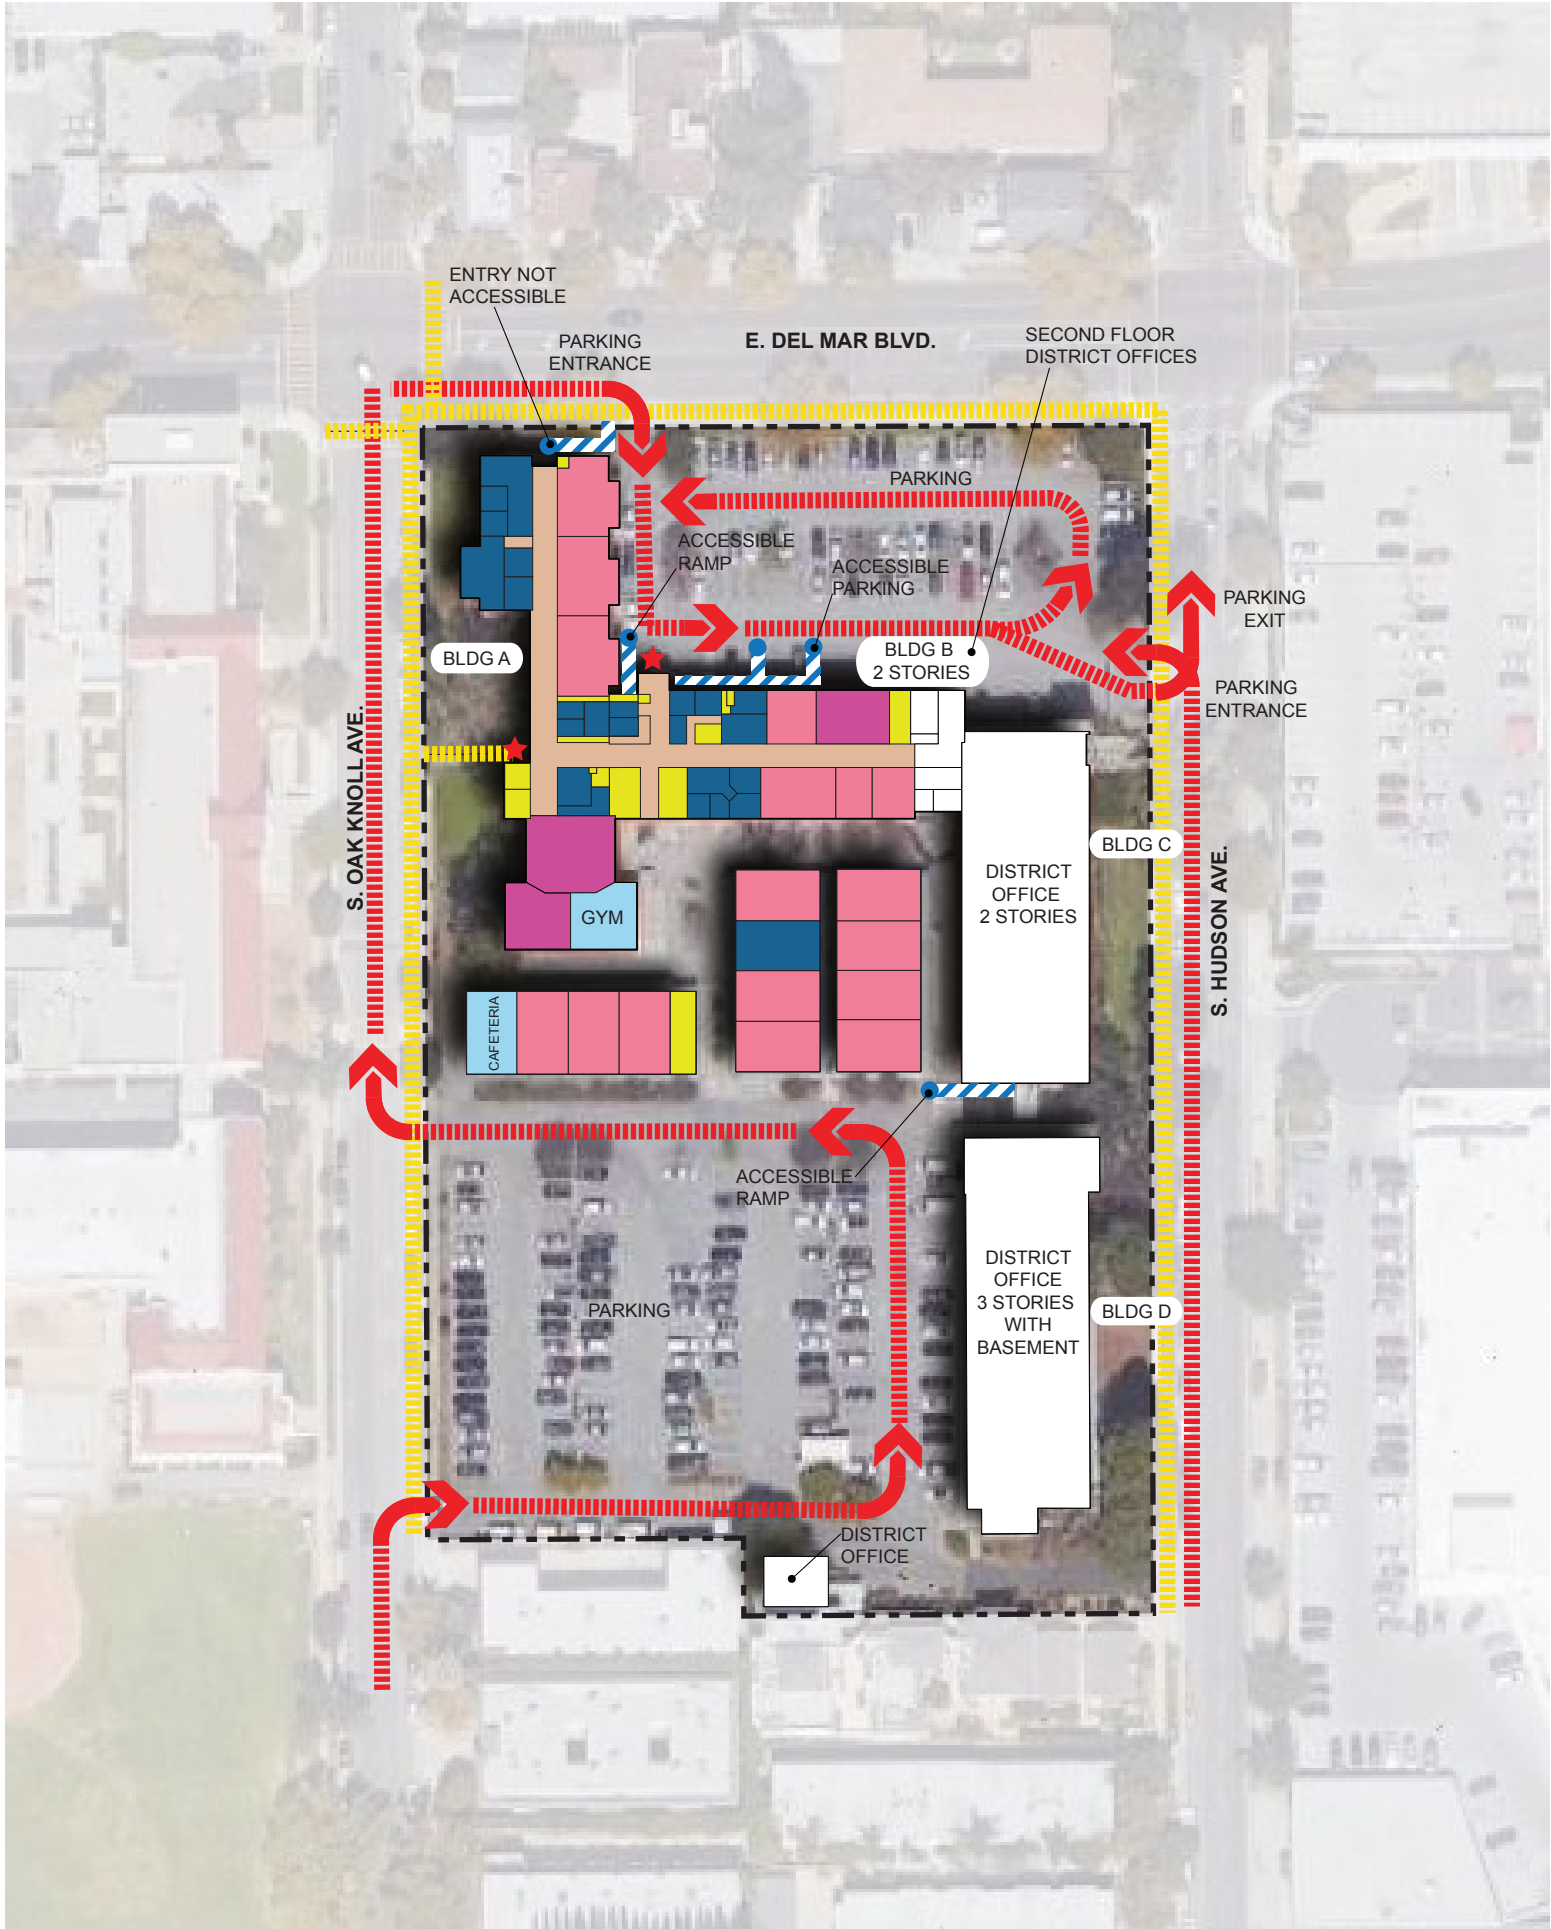 ENTRY NOT
ACCESSIBLE
PARKING
ENTRANCE
E. DEL MAR BLVD.
SECOND FLOOR
DISTRICT OFFICES
PARKING
ACCESSIBLE
RAMP
ACCESSIBLE
PARKING
PARKING
EXIT
BLDG A
BLDG B
2 STORIES
PARKING
ENTRANCE
S. OAK KNOLL AVE.
BLDG C
DISTRICT
OFFICE
2 STORIES
GYM
S. HUDSON AVE.
CAFETERIA
ACCESSIBLE
RAMP
DISTRICT
OFFICE
3 STORIES
WITH
BASEMENT
PARKING
BLDG D
DISTRICT
OFFICE